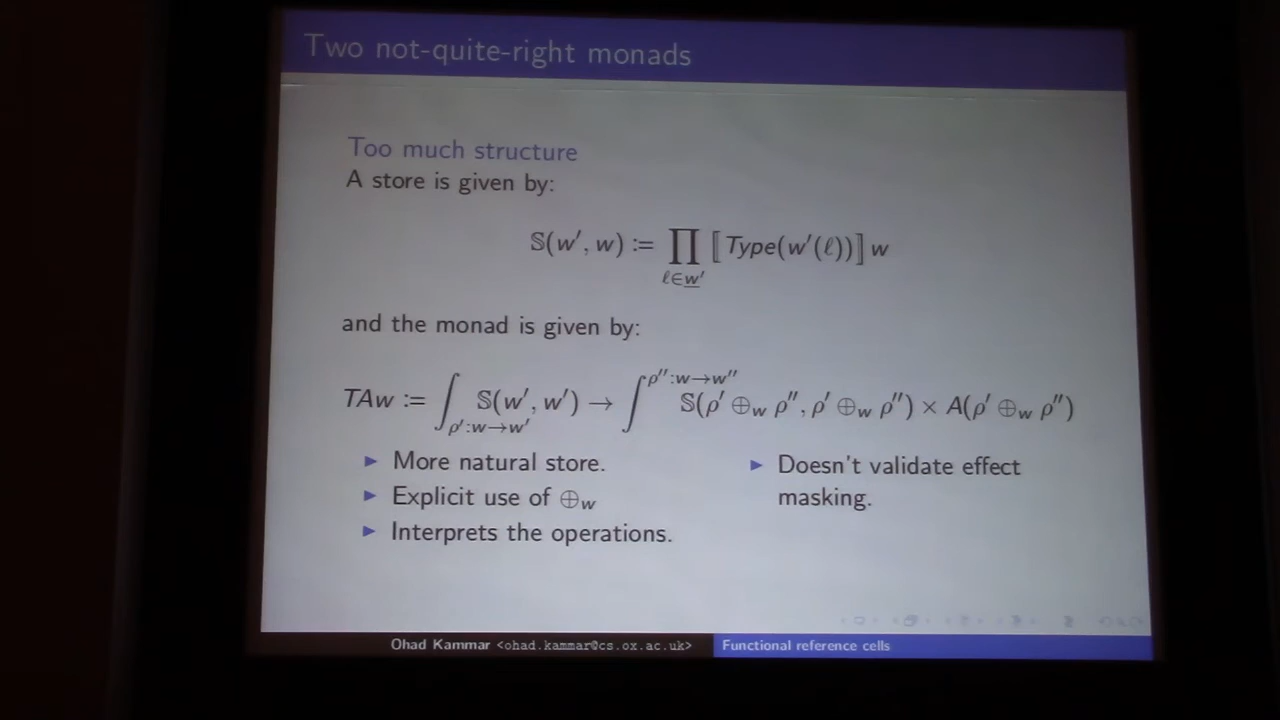 Two not-quite-right monads
Too much structure
A store is given by:
𝕊(w′, w) := ∏_{ℓ∈w̲′} ⟦Type(w′(ℓ))⟧ w
and the monad is given by:
TAw := ∫_{ρ′:w→w′} 𝕊(w′, w′) → ∫^{ρ″:w→w″} 𝕊(ρ′ ⊕_w ρ″, ρ′ ⊕_w ρ″) × A(ρ′ ⊕_w ρ″)
▶ More natural store.
▶ Explicit use of ⊕_w
▶ Interprets the operations.
▶ Doesn't validate effect
masking.
Ohad Kammar <ohad.kammar@cs.ox.ac.uk>
Functional reference cells